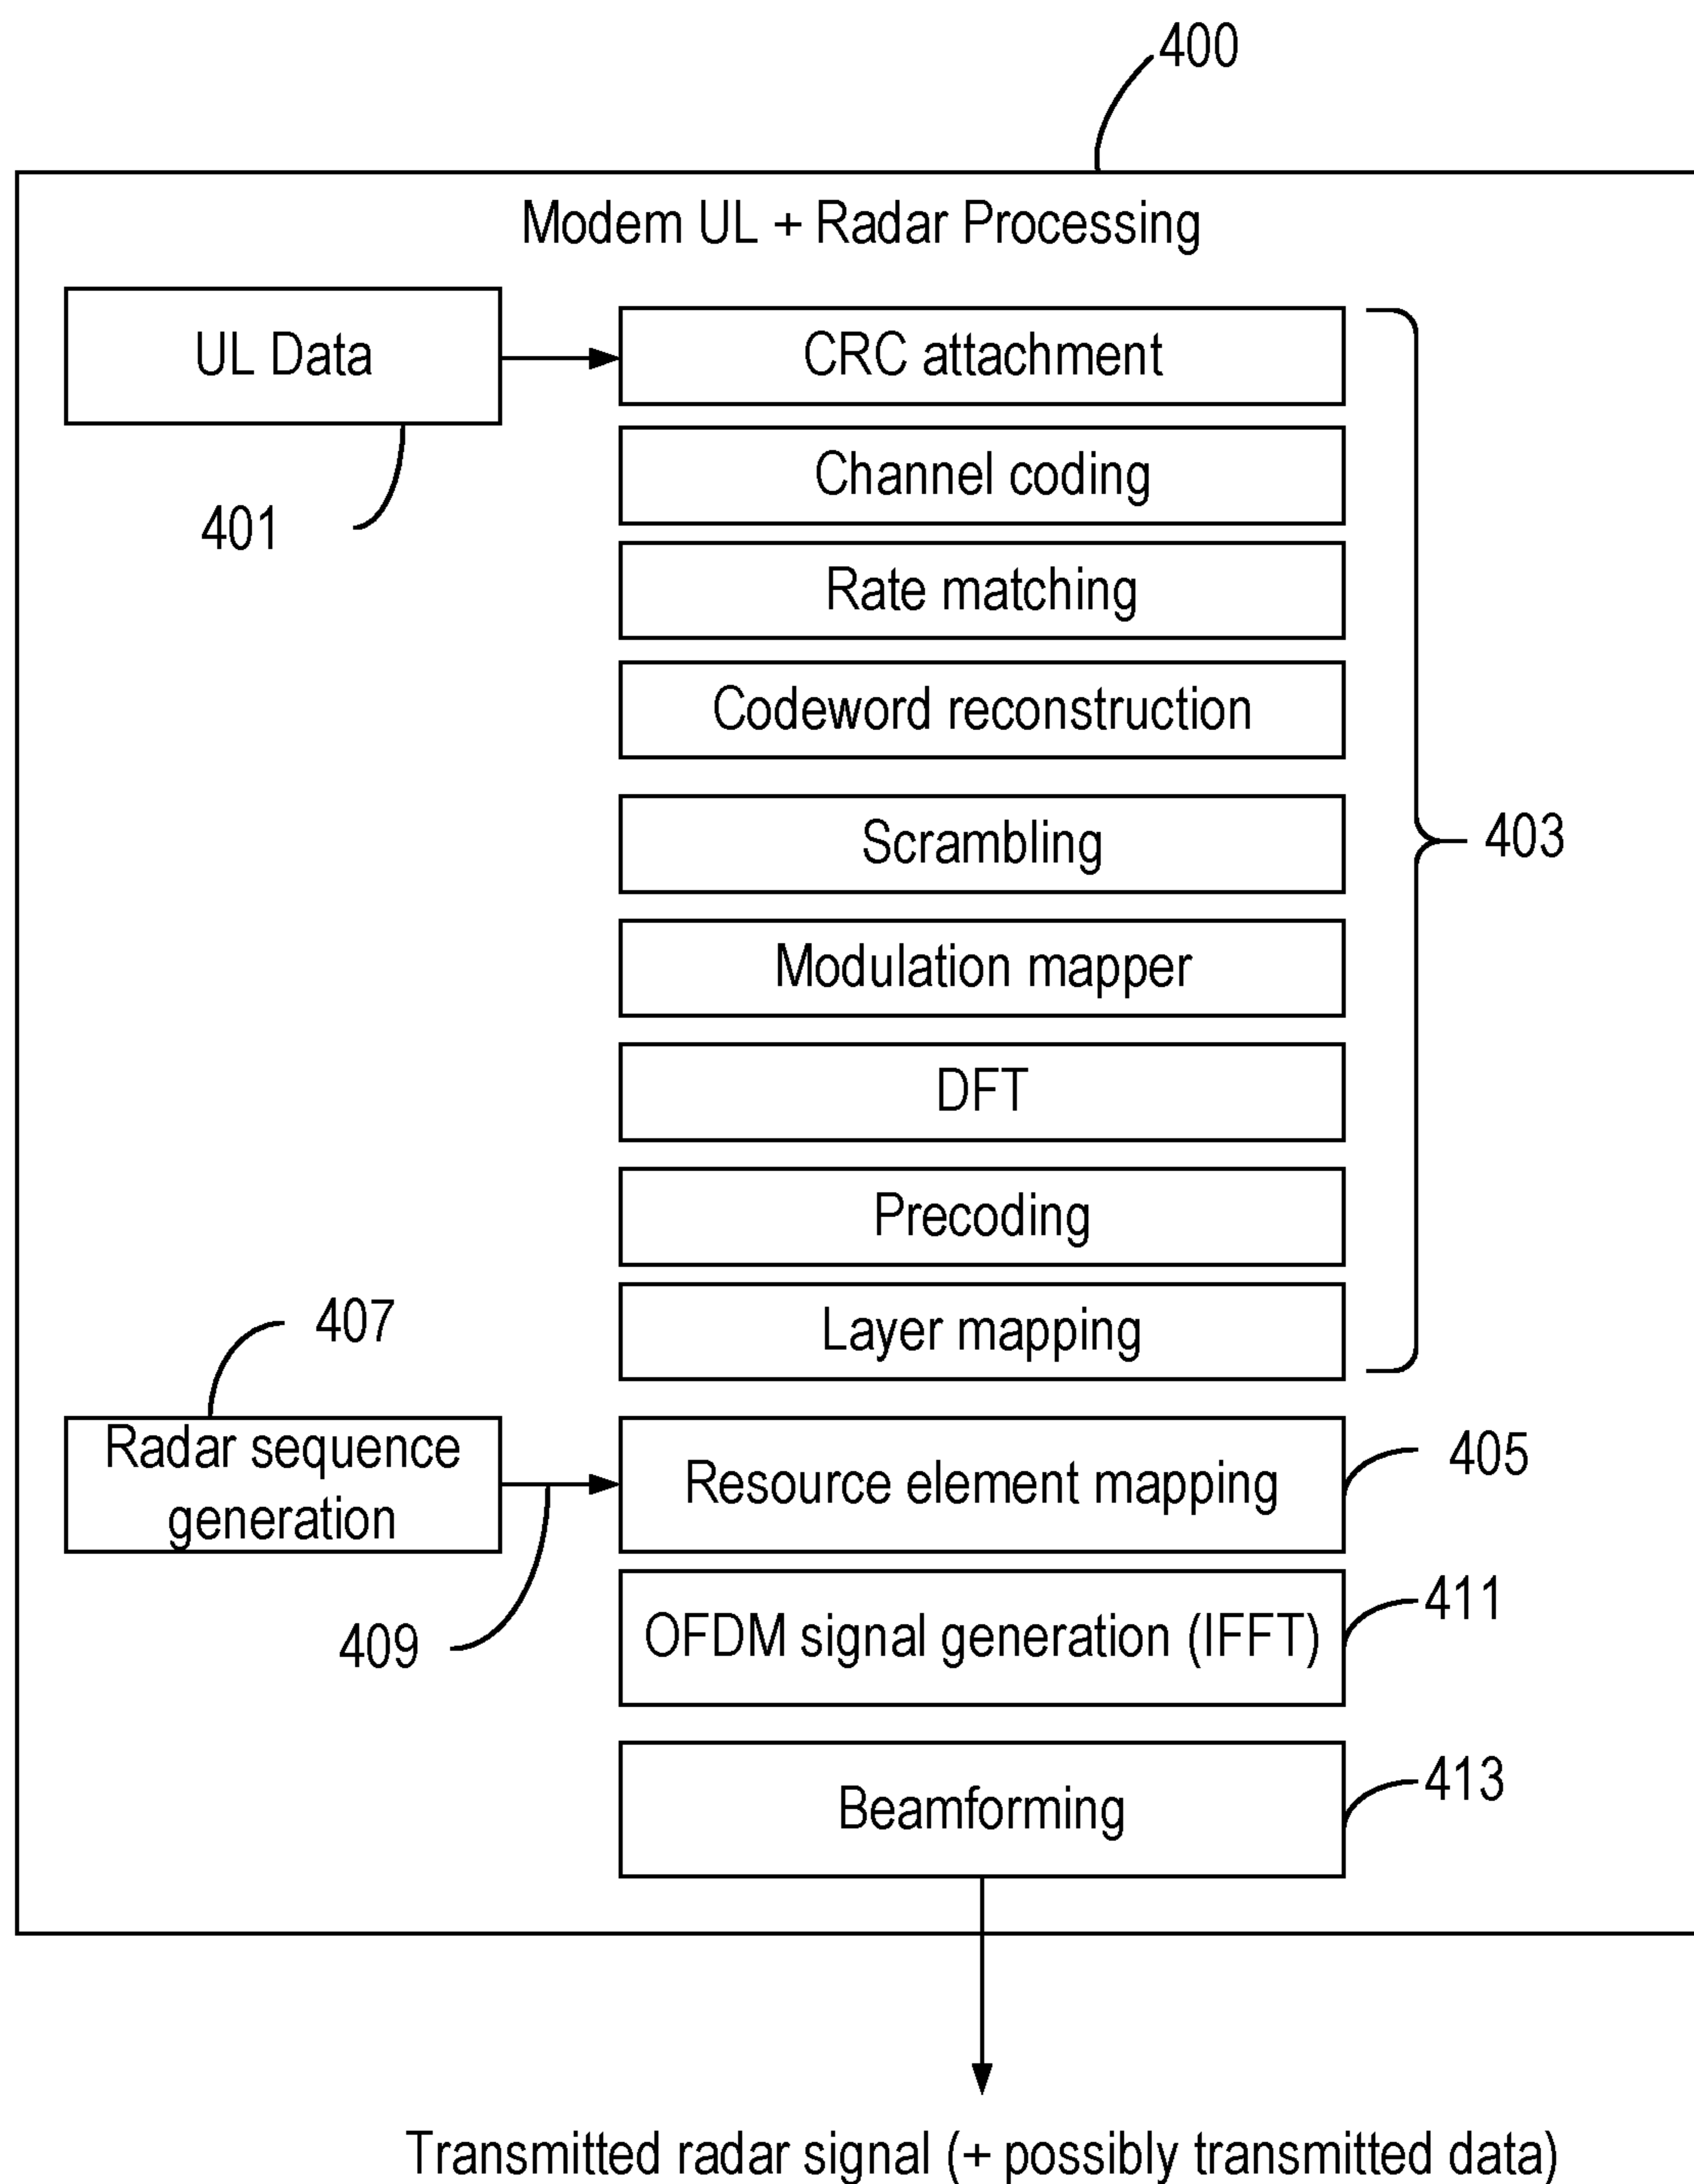 400
Modem UL + Radar Processing
UL Data
CRC attachment
401
Channel coding
Rate matching
Codeword reconstruction
Scrambling
403
Modulation mapper
DFT
Precoding
407
Layer mapping
Radar sequence
generation
Resource element mapping
405
409
OFDM signal generation (IFFT)
411
Beamforming
413
Transmitted radar signal (+ possibly transmitted data)